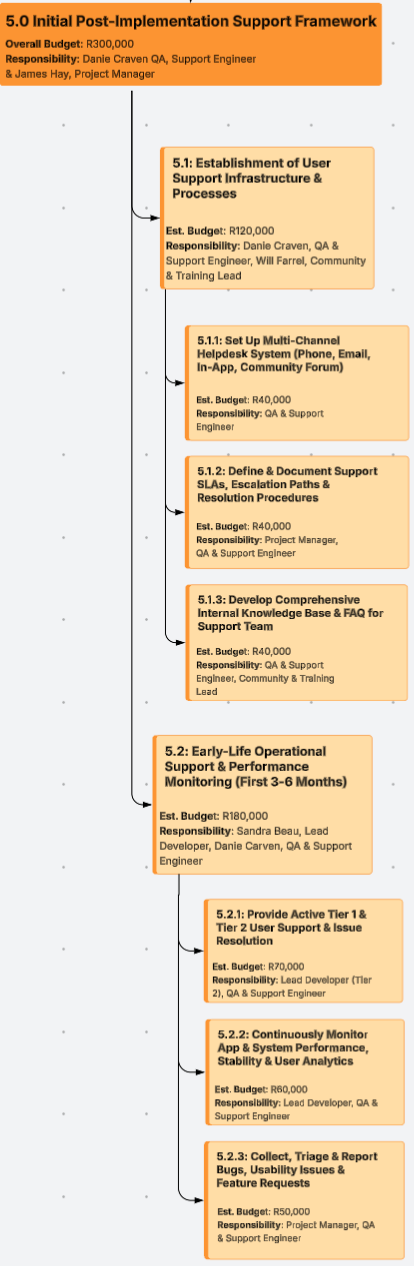 5.0 Initial Post-Implementation Support Framework
Overall Budget: R300,000
Responsibility: Danie Craven QA, Support Engineer
& James Hay, Project Manager
5.1: Establishment of User
Support Infrastructure &
Processes
Est. Budget: R120,000
Responsibility: Danie Craven, QA &
Support Engineer, Will Farrel, Community
& Training Lead
5.1.1: Set Up Multi-Channel
Helpdesk System (Phone, Email,
In-App, Community Forum)
Est. Budget: R40,000
Responsibility: QA & Support
Engineer
5.1.2: Define & Document Support
SLAs, Escalation Paths &
Resolution Procedures
Est. Budget: R40,000
Responsibility: Project Manager,
QA & Support Engineer
5.1.3: Develop Comprehensive
Internal Knowledge Base & FAQ for
Support Team
Est. Budget: R40,000
Responsibility: QA & Support
Engineer, Community & Training
Lead
5.2: Early-Life Operational
Support & Performance
Monitoring (First 3-6 Months)
Est. Budget: R180,000
Responsibility: Sandra Beau, Lead
Developer, Danie Carven, QA & Support
Engineer
5.2.1: Provide Active Tier 1 &
Tier 2 User Support & Issue
Resolution
Est. Budget: R70,000
Responsibility: Lead Developer (Tier
2), QA & Support Engineer
5.2.2: Continuously Monitor
App & System Performance,
Stability & User Analytics
Est. Budget: R60,000
Responsibility: Lead Developer, QA &
Support Engineer
5.2.3: Collect, Triage & Report
Bugs, Usability Issues &
Feature Requests
Est. Budget: R50,000
Responsibility: Project Manager, QA
& Support Engineer